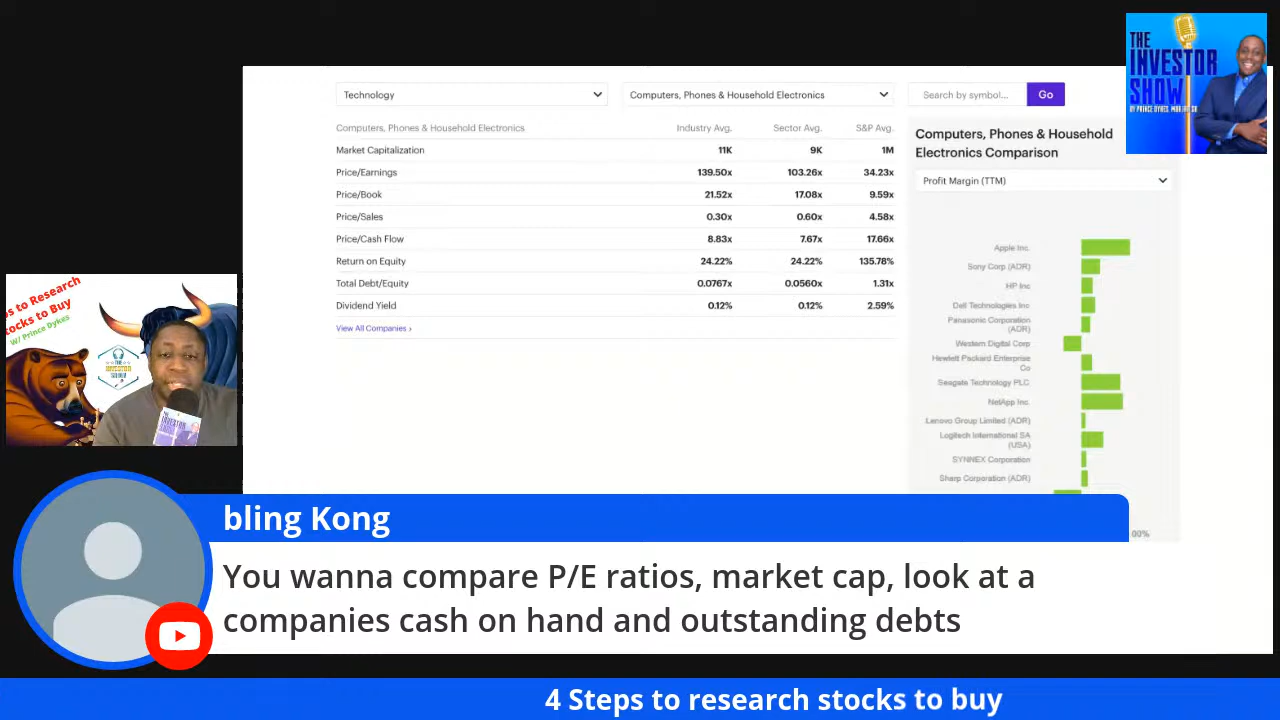 THE
INVESTOR
SHOW
Technology
Computers, Phones & Household Electronics
Search by symbol...
Go
Computers, Phones & Household Electronics
Industry Avg.
Sector Avg.
S&P Avg.
Market Capitalization
11K
9K
1M
Price/Earnings
139.50x
103.26x
34.23x
Price/Book
21.52x
17.08x
9.59x
Price/Sales
0.30x
0.60x
4.58x
Price/Cash Flow
8.83x
7.67x
17.66x
Return on Equity
24.22%
24.22%
135.78%
Total Debt/Equity
0.0767x
0.0560x
1.31x
Dividend Yield
0.12%
0.12%
2.59%
View All Companies ›
Computers, Phones & Household
Electronics Comparison
Profit Margin (TTM)
Apple Inc.
Sony Corp (ADR)
HP Inc
Dell Technologies Inc
Panasonic Corporation
(ADR)
Western Digital Corp
Hewlett Packard Enterprise
Co
Seagate Technology PLC
NetApp Inc.
Lenovo Group Limited (ADR)
Logitech International SA
(USA)
SYNNEX Corporation
Sharp Corporation (ADR)
.00%
ps to Research
tocks to Buy
W/ Prince Dykes
THE
INVESTOR
SHOW
THE
INVESTOR
bling Kong
You wanna compare P/E ratios, market cap, look at a
companies cash on hand and outstanding debts
4 Steps to research stocks to buy